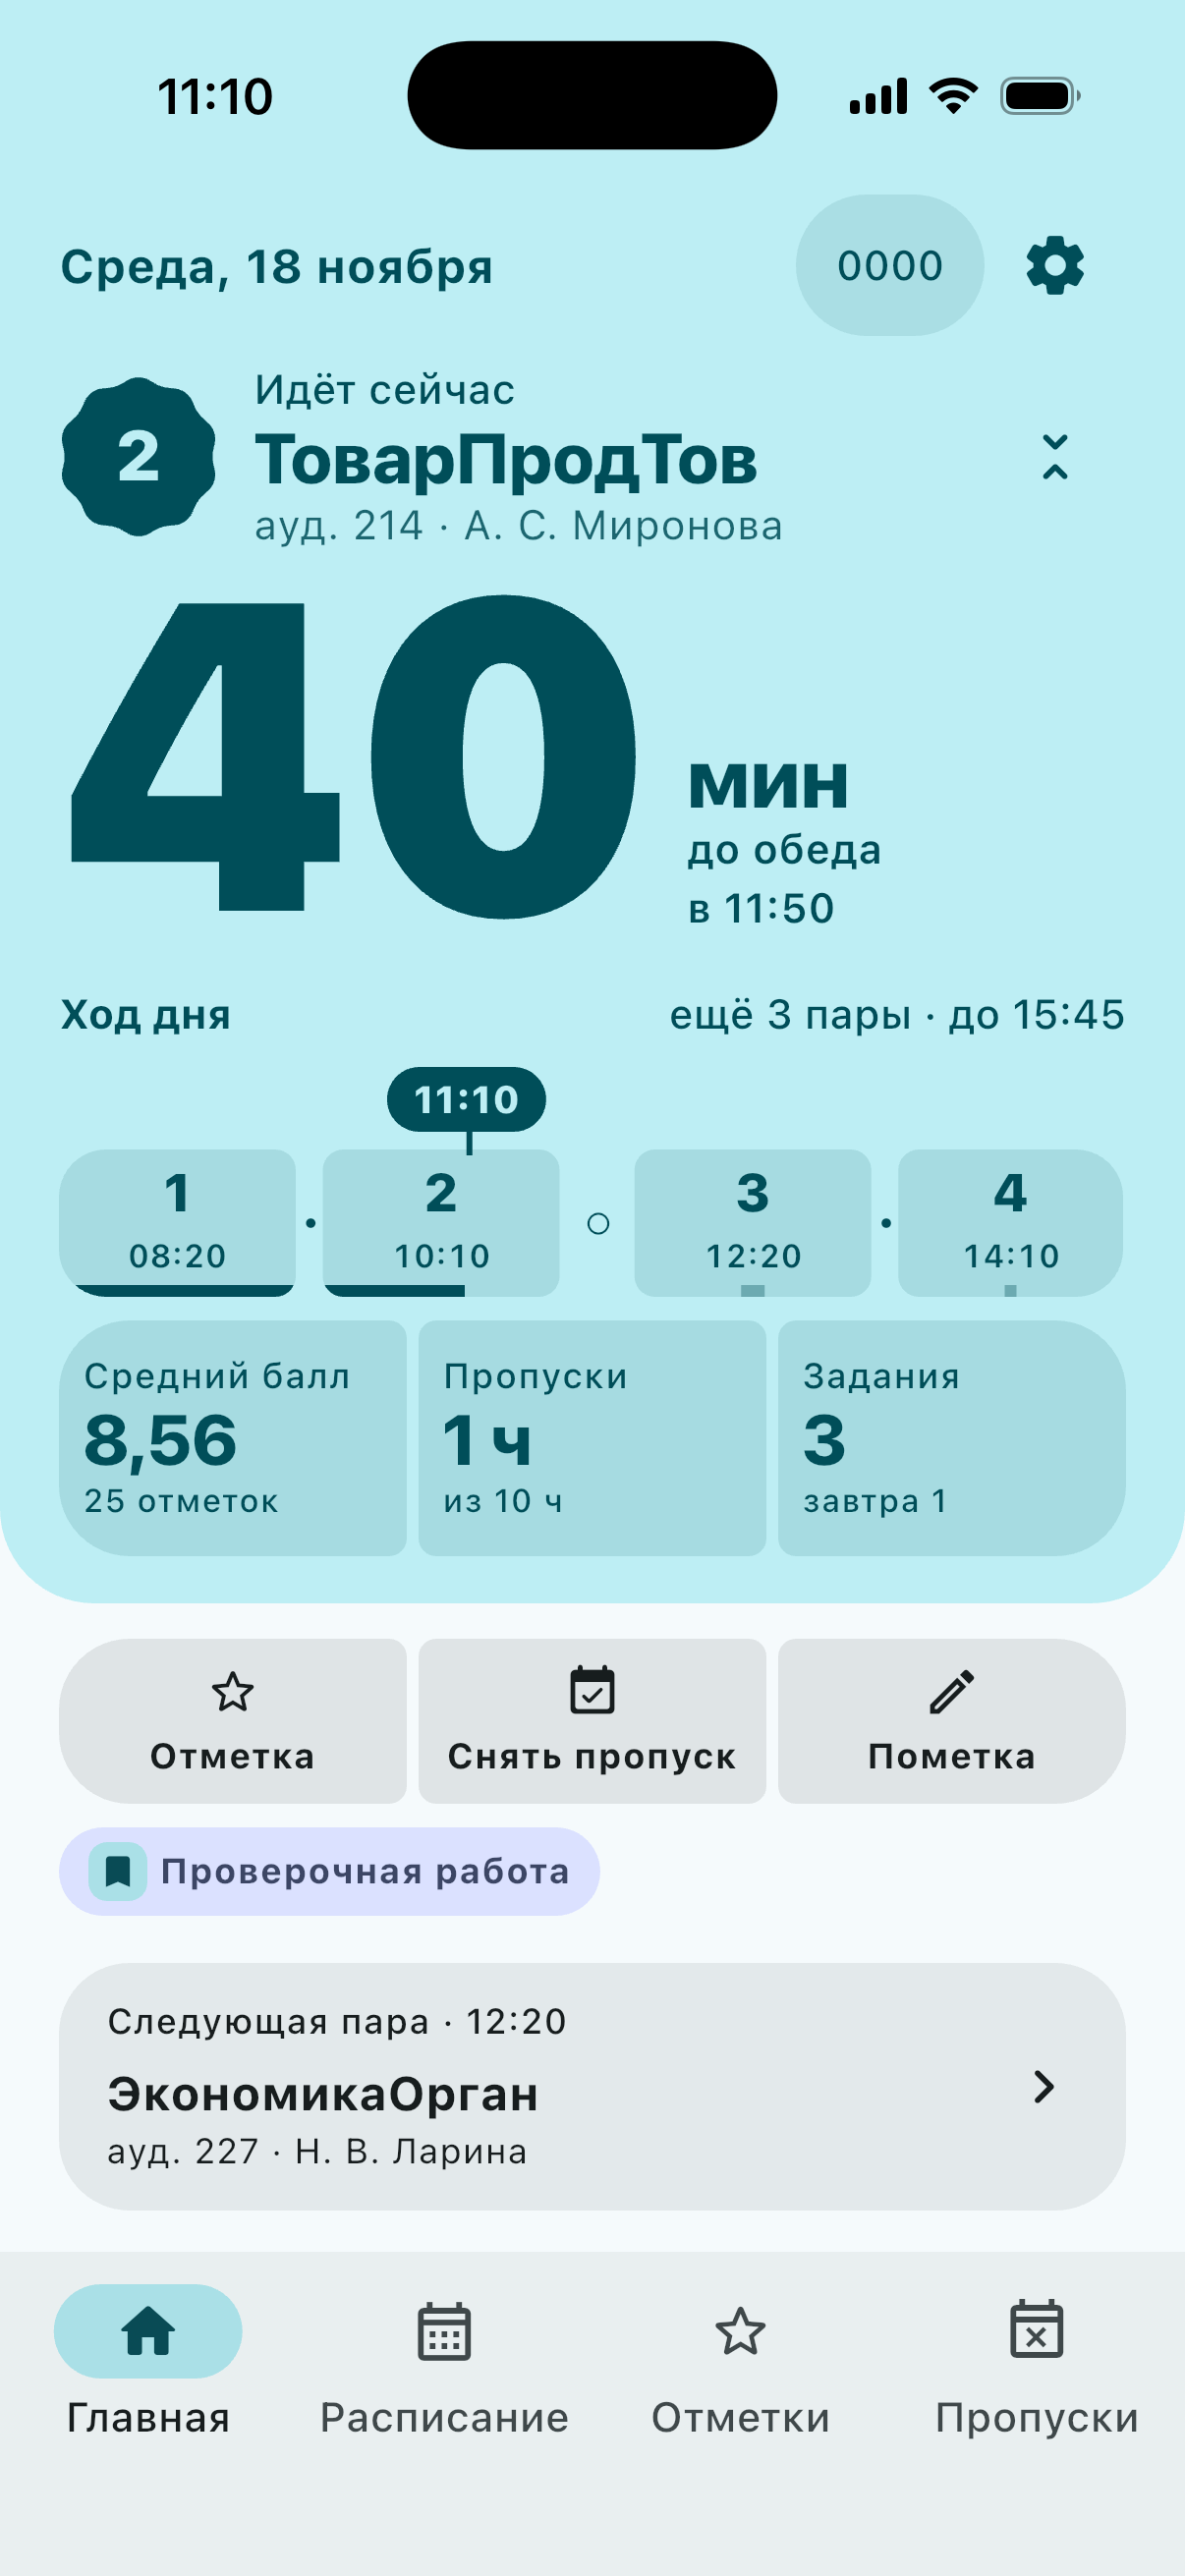 11:10
Среда, 18 ноября
0000
2
Идёт сейчас
ТоварПродТов
ауд. 214 · А. С. Миронова
40
мин
до обеда
в 11:50
Ход дня
ещё 3 пары · до 15:45
11:10
1
08:20
2
10:10
3
12:20
4
14:10
Средний балл
8,56
25 отметок
Пропуски
1 ч
из 10 ч
Задания
3
завтра 1
Отметка
Снять пропуск
Пометка
Проверочная работа
Следующая пара · 12:20
ЭкономикаОрган
ауд. 227 · Н. В. Ларина
Главная
Расписание
Отметки
Пропуски